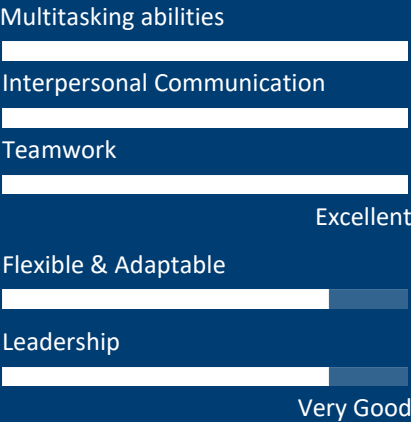 Multitasking abilities
Interpersonal Communication
Teamwork
Excellent
Flexible & Adaptable
Leadership
Very Good